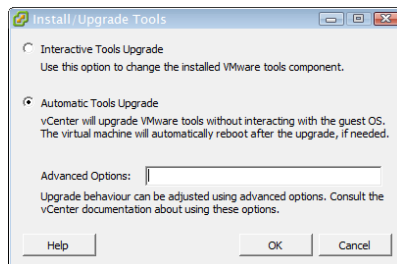 Install/Upgrade Tools
Interactive Tools Upgrade
Use this option to change the installed VMware tools component.
Automatic Tools Upgrade
vCenter will upgrade VMware tools without interacting with the guest OS.
The virtual machine will automatically reboot after the upgrade, if needed.
Advanced Options:
Upgrade behaviour can be adjusted using advanced options. Consult the
vCenter documentation about using these options.
Help OK Cancel